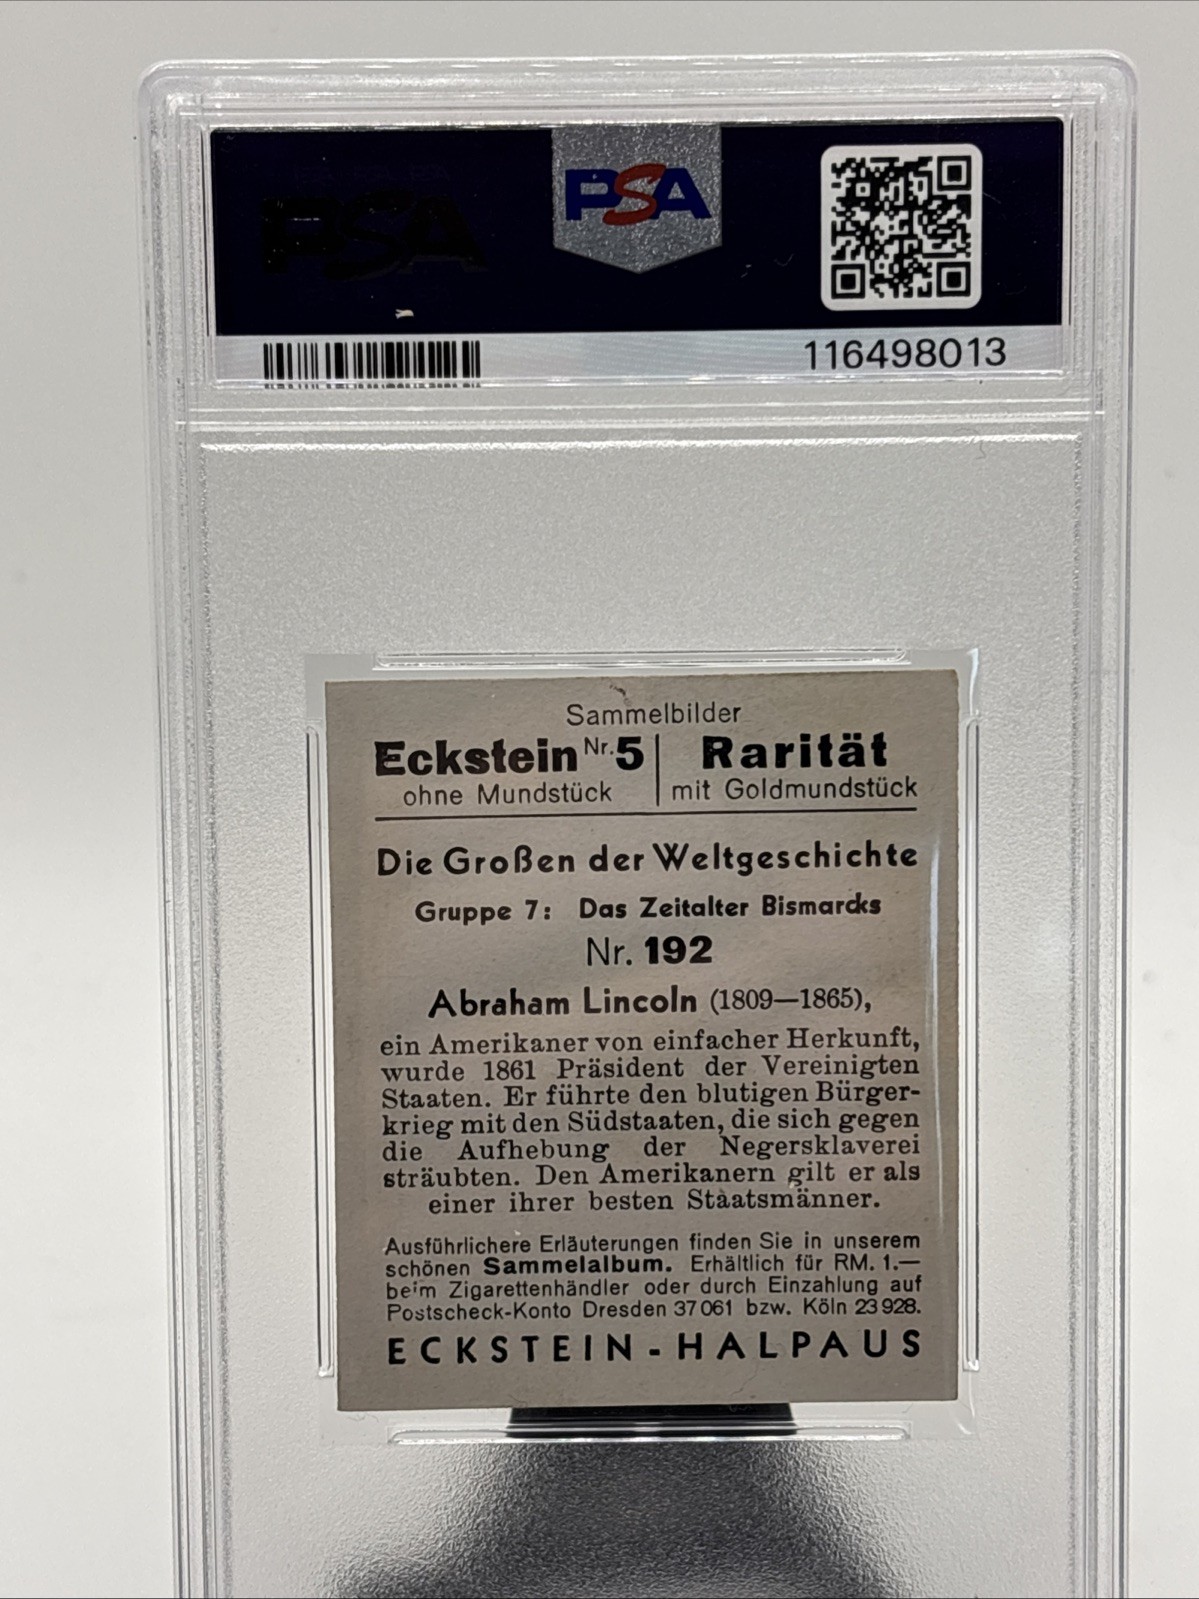 PSA
PSA
116498013
Sammelbilder
Eckstein Nr. 5 | Rarität
ohne Mundstück | mit Goldmundstück
Die Großen der Weltgeschichte
Gruppe 7: Das Zeitalter Bismarcks
Nr. 192
Abraham Lincoln (1809—1865),
ein Amerikaner von einfacher Herkunft,
wurde 1861 Präsident der Vereinigten
Staaten. Er führte den blutigen Bürger-
krieg mit den Südstaaten, die sich gegen
die Aufhebung der Negersklaverei
sträubten. Den Amerikanern gilt er als
einer ihrer besten Staatsmänner.
Ausführlichere Erläuterungen finden Sie in unserem
schönen Sammelalbum. Erhältlich für RM. 1.—
beim Zigarettenhändler oder durch Einzahlung auf
Postscheck-Konto Dresden 37 061 bzw. Köln 23 928.
ECKSTEIN-HALPAUS